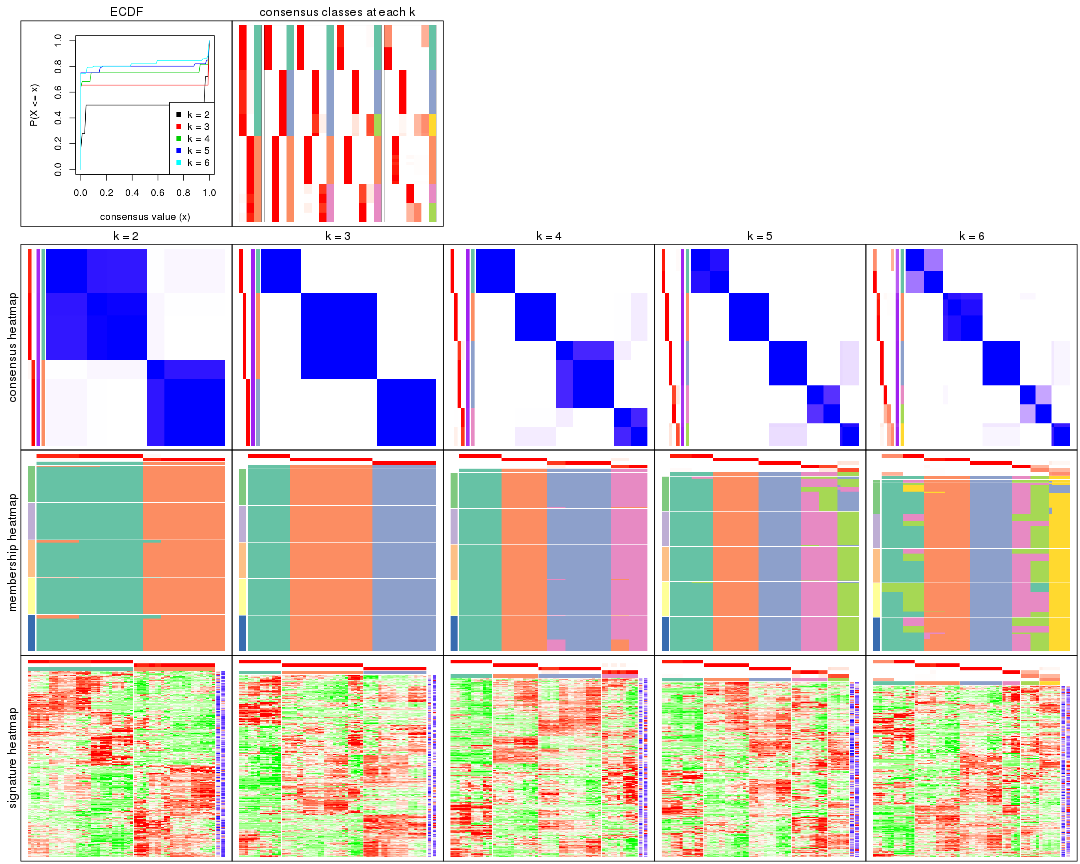 ECDF
consensus classes at each k
P(X <= x)
0.0 0.2 0.4 0.6 0.8 1.0
k = 2
k = 3
k = 4
k = 5
k = 6
0.0 0.2 0.4 0.6 0.8 1.0
consensus value (x)
k = 2
k = 3
k = 4
k = 5
k = 6
consensus heatmap
membership heatmap
signature heatmap